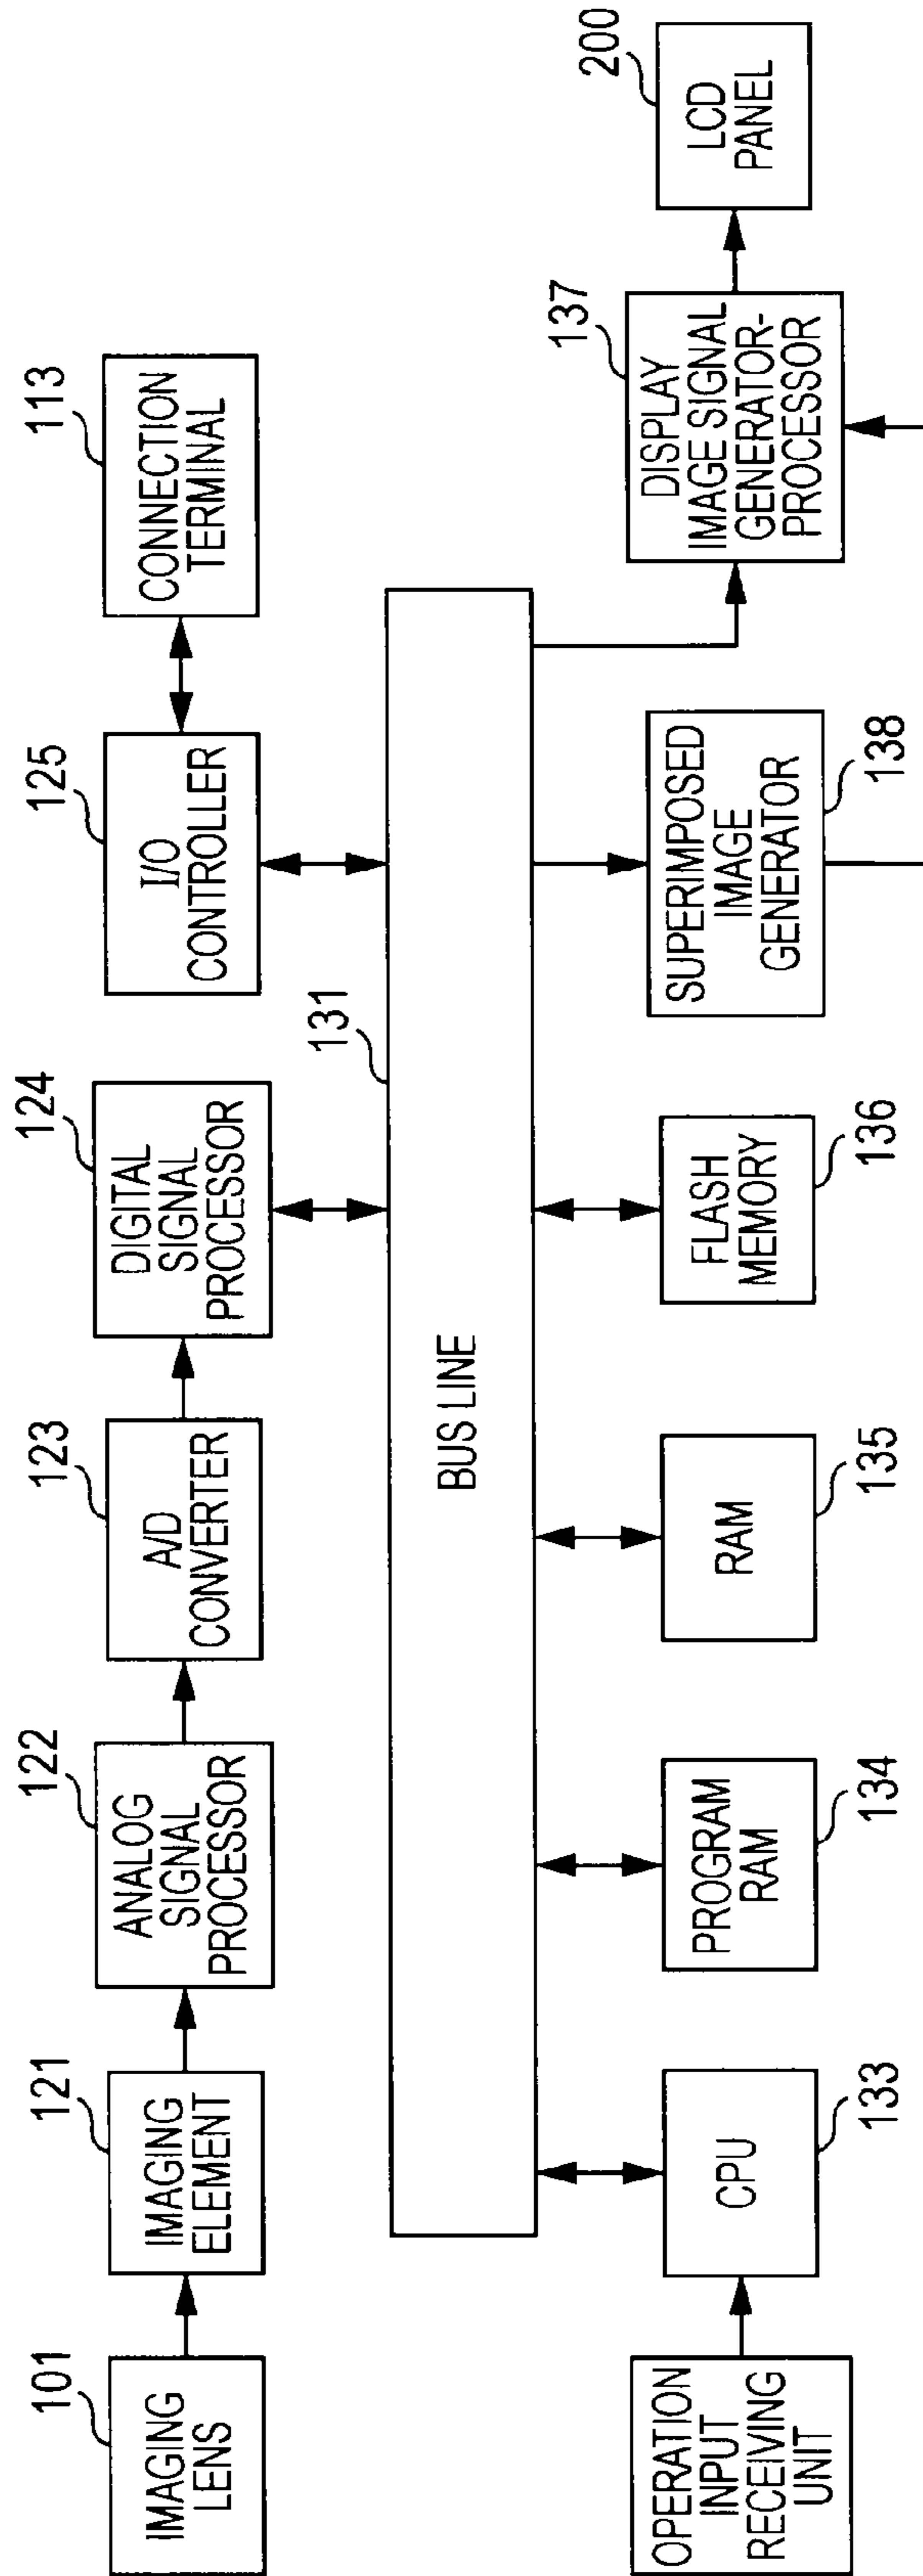 101
IMAGING
LENS
121
IMAGING
ELEMENT
122
ANALOG
SIGNAL
PROCESSOR
123
A/D
CONVERTER
124
DIGITAL
SIGNAL
PROCESSOR
125
I/O
CONTROLLER
113
CONNECTION
TERMINAL
131
BUS LINE
OPERATION
INPUT
RECEIVING
UNIT
CPU
133
PROGRAM
RAM
134
RAM
135
FLASH
MEMORY
136
SUPERIMPOSED
IMAGE
GENERATOR
138
137
DISPLAY
IMAGE SIGNAL
GENERATOR-
PROCESSOR
200
LCD
PANEL